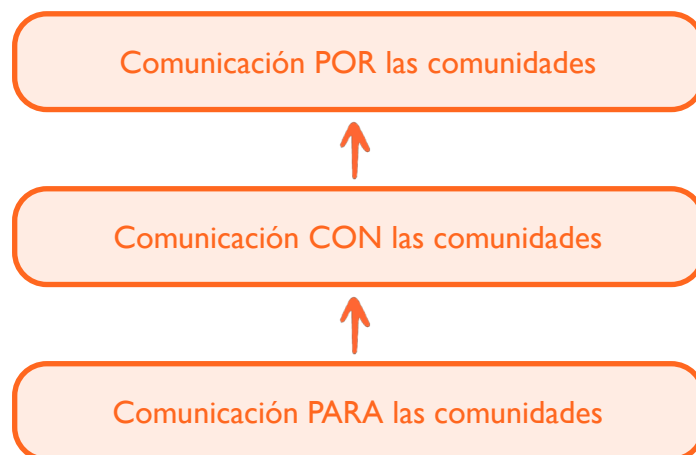 Comunicación POR las comunidades
Comunicación CON las comunidades
Comunicación PARA las comunidades